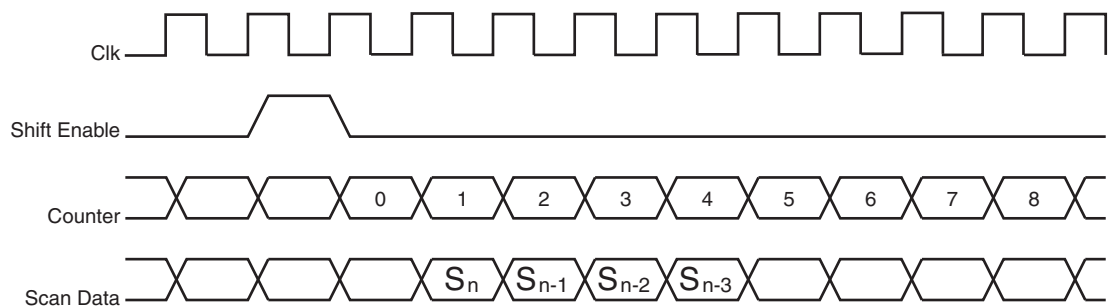 Clk
Shift Enable
Counter 0 1 2 3 4 5 6 7 8
Scan Data Sn Sn-1 Sn-2 Sn-3